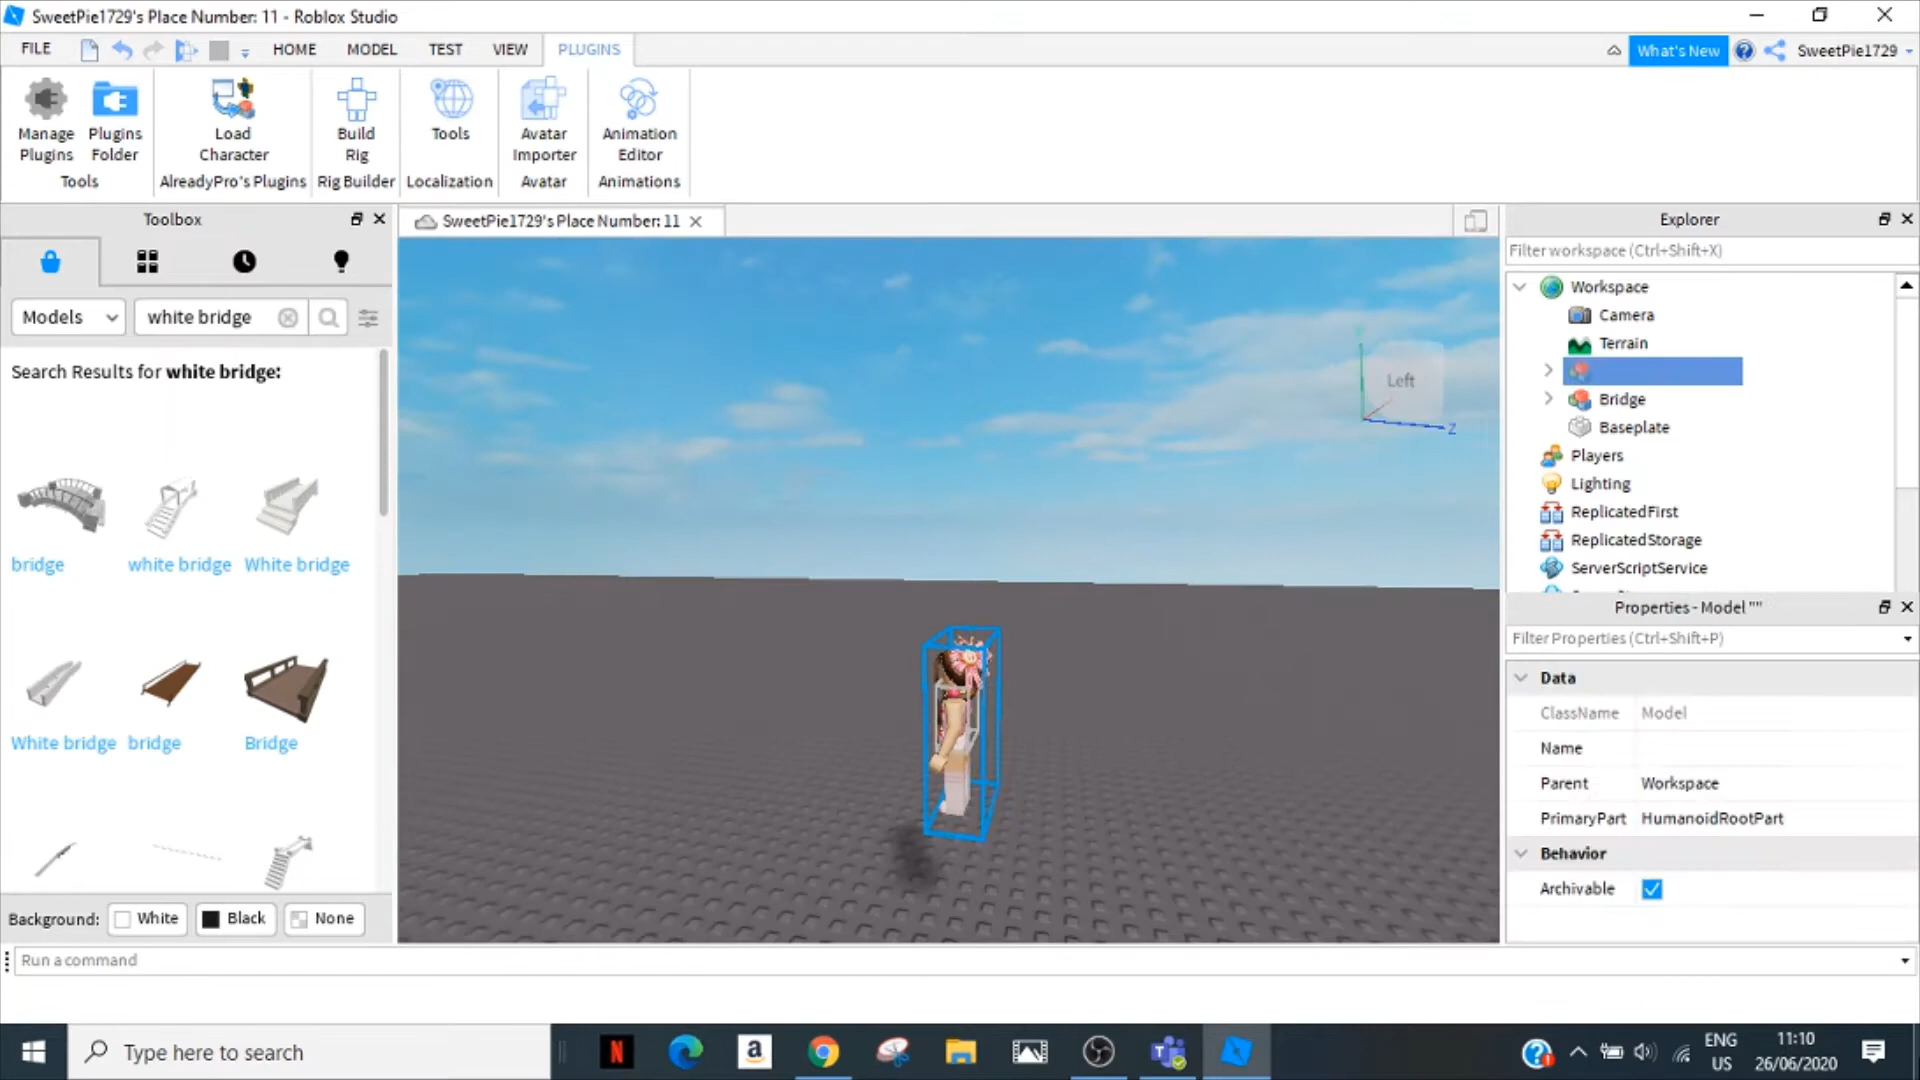 SweetPie1729's Place Number: 11 - Roblox Studio
FILE HOME MODEL TEST VIEW PLUGINS What's New SweetPie1729
Manage Plugins
Plugins Folder
Tools
Load Character
AlreadyPro's Plugins
Build Rig
Rig Builder
Tools
Localization
Avatar Importer
Avatar
Animation Editor
Animations
Toolbox
Models white bridge
Search Results for white bridge:
bridge white bridge White bridge
White bridge bridge Bridge
Background: White Black None
SweetPie1729's Place Number: 11
Left
Z
Explorer
Filter workspace (Ctrl+Shift+X)
Workspace
Camera
Terrain
Bridge
Baseplate
Players
Lighting
ReplicatedFirst
ReplicatedStorage
ServerScriptService
Properties - Model ""
Filter Properties (Ctrl+Shift+P)
Data
ClassName Model
Name
Parent Workspace
PrimaryPart HumanoidRootPart
Behavior
Archivable
Run a command
Type here to search
ENG
US
11:10
26/06/2020